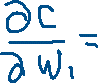 ∂C/∂w₁ =